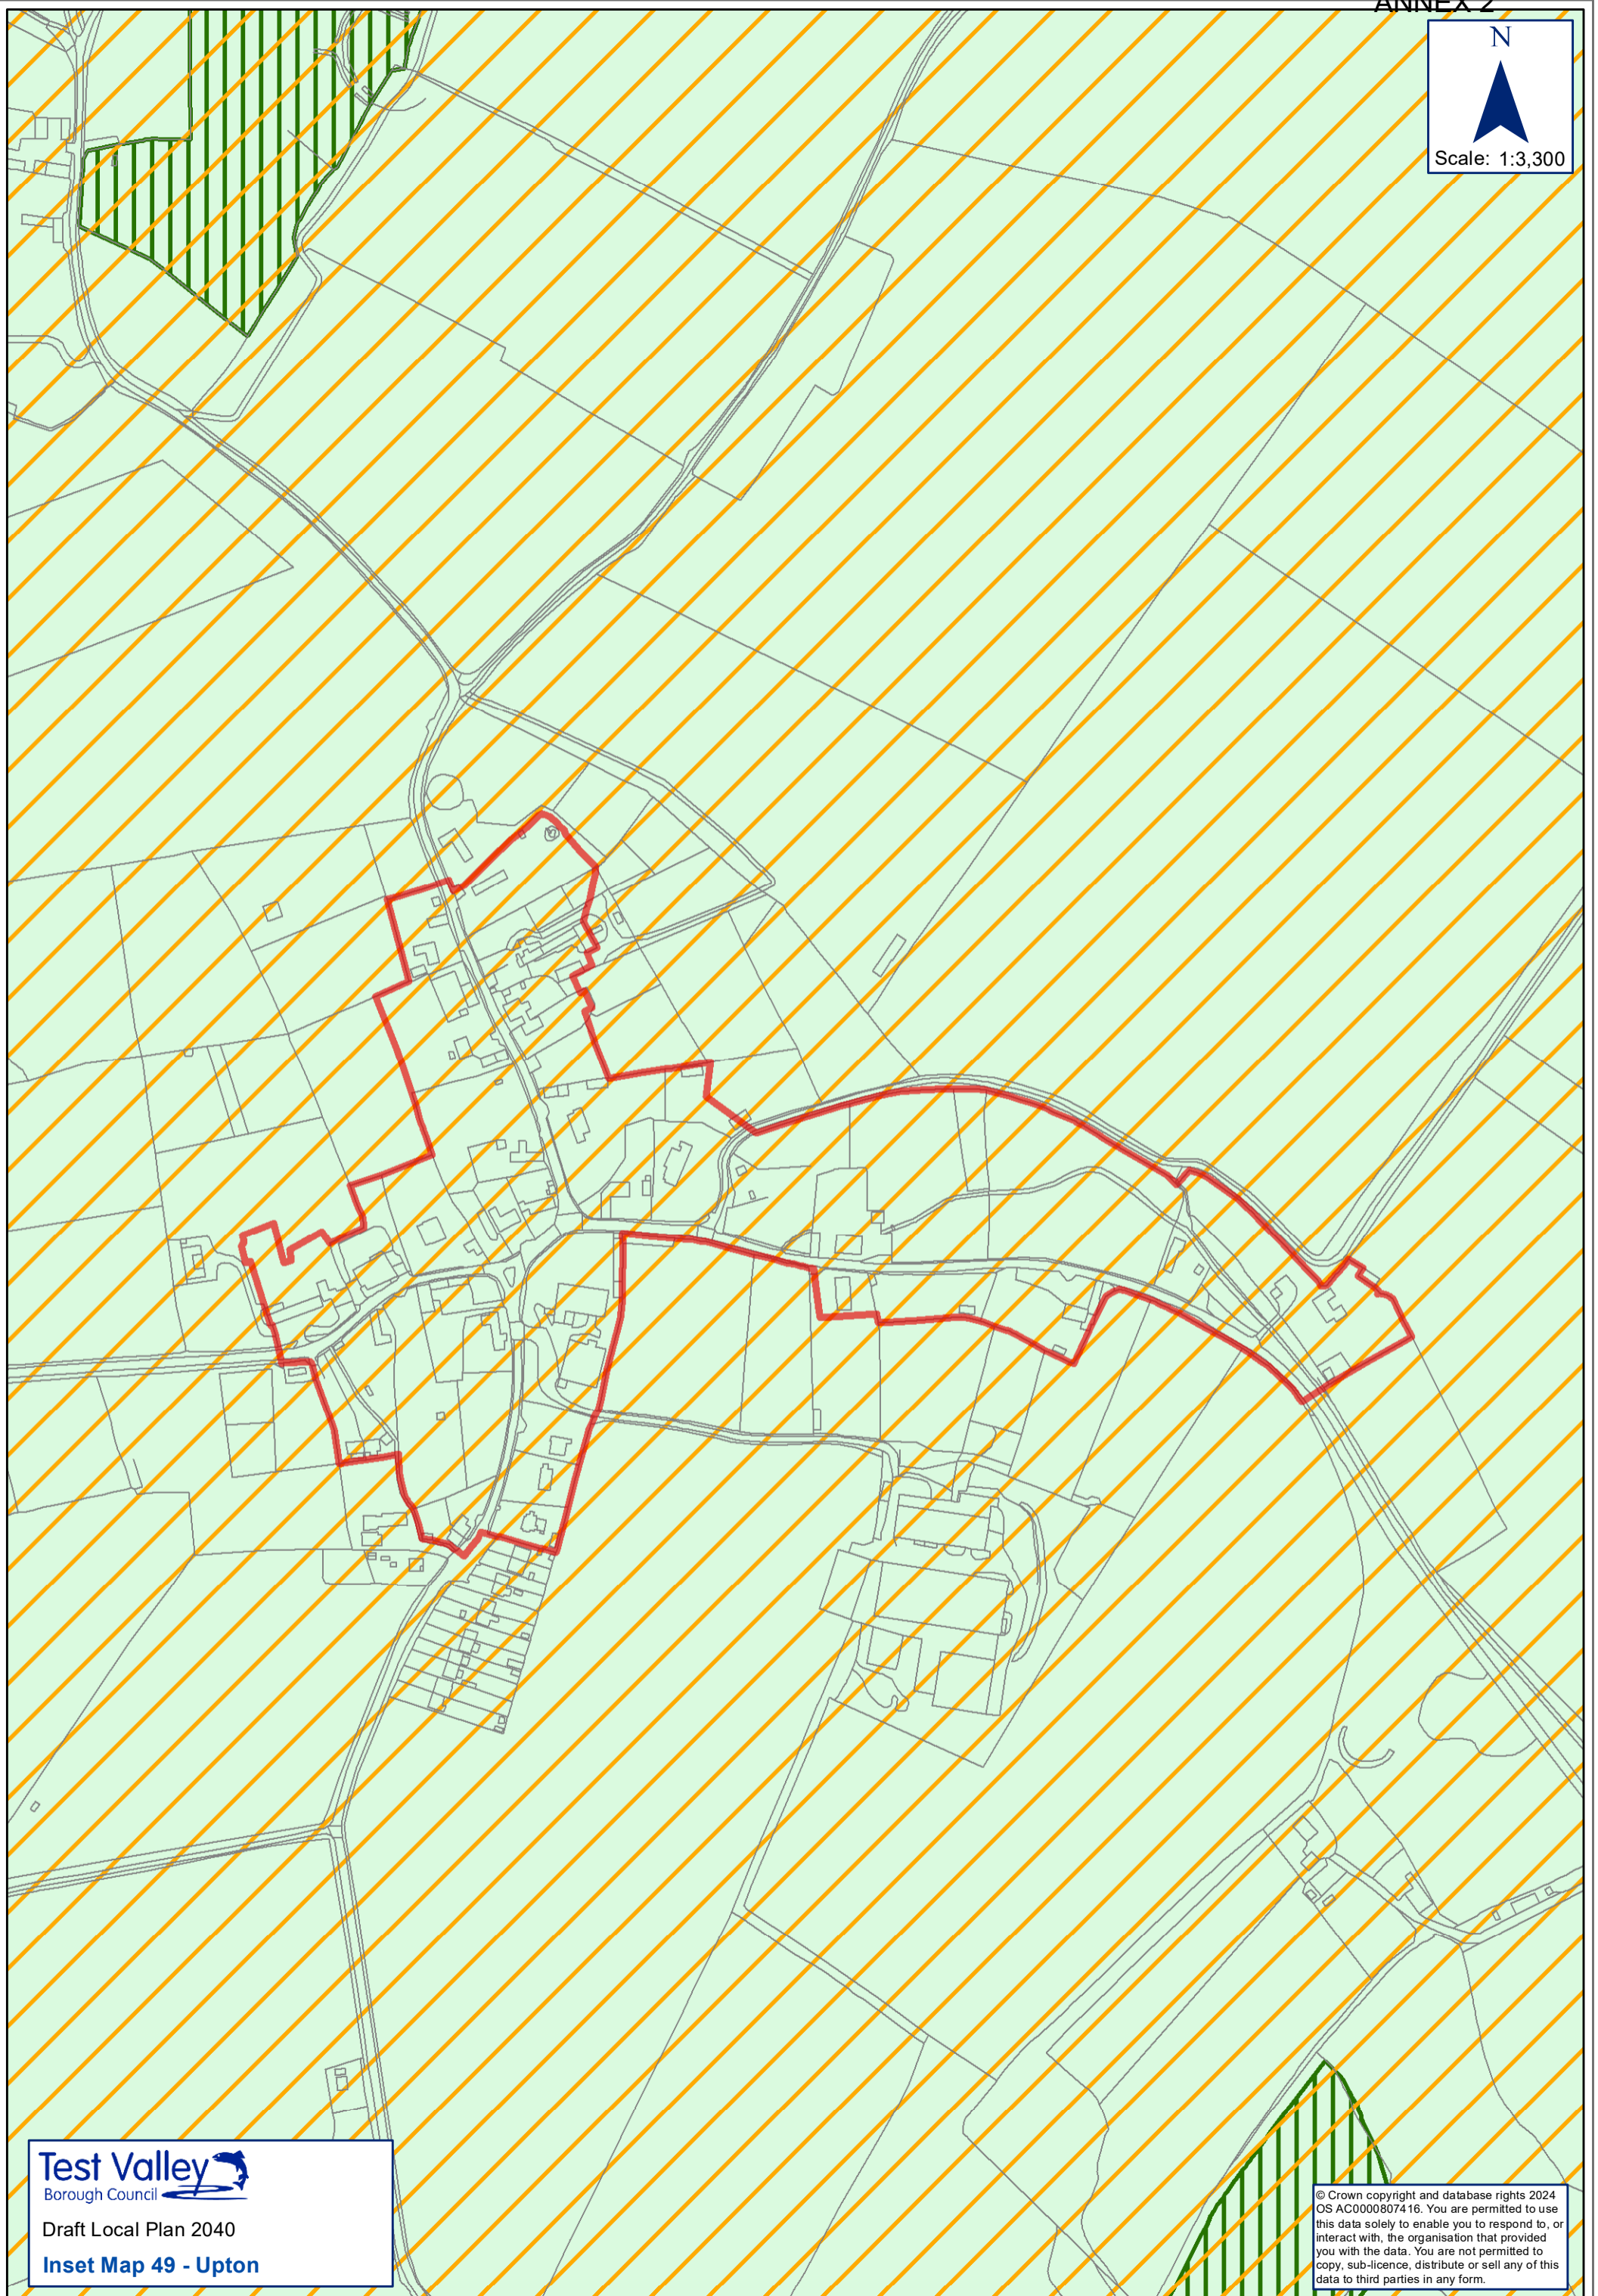 ANNEX 2
N
Scale: 1:3,300
Test Valley
Borough Council
Draft Local Plan 2040
Inset Map 49 - Upton
© Crown copyright and database rights 2024
OS AC0000807416. You are permitted to use
this data solely to enable you to respond to, or
interact with, the organisation that provided
you with the data. You are not permitted to
copy, sub-licence, distribute or sell any of this
data to third parties in any form.